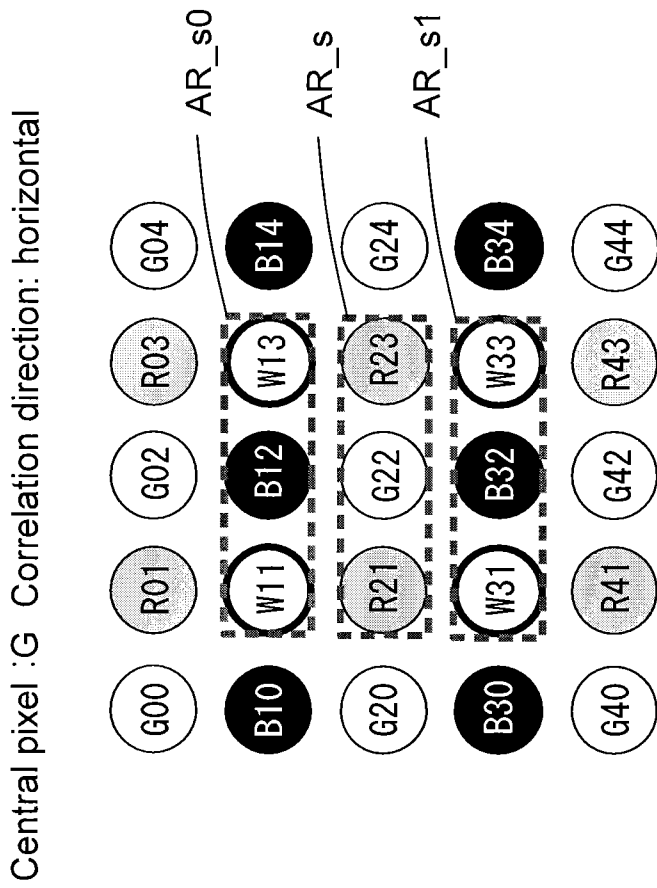 Central pixel :G Correlation direction: horizontal
G00 R01 G02 R03 G04
AR_s0
B10 W11 B12 W13 B14
AR_s
G20 R21 G22 R23 G24
AR_s1
B30 W31 B32 W33 B34
G40 R41 G42 R43 G44